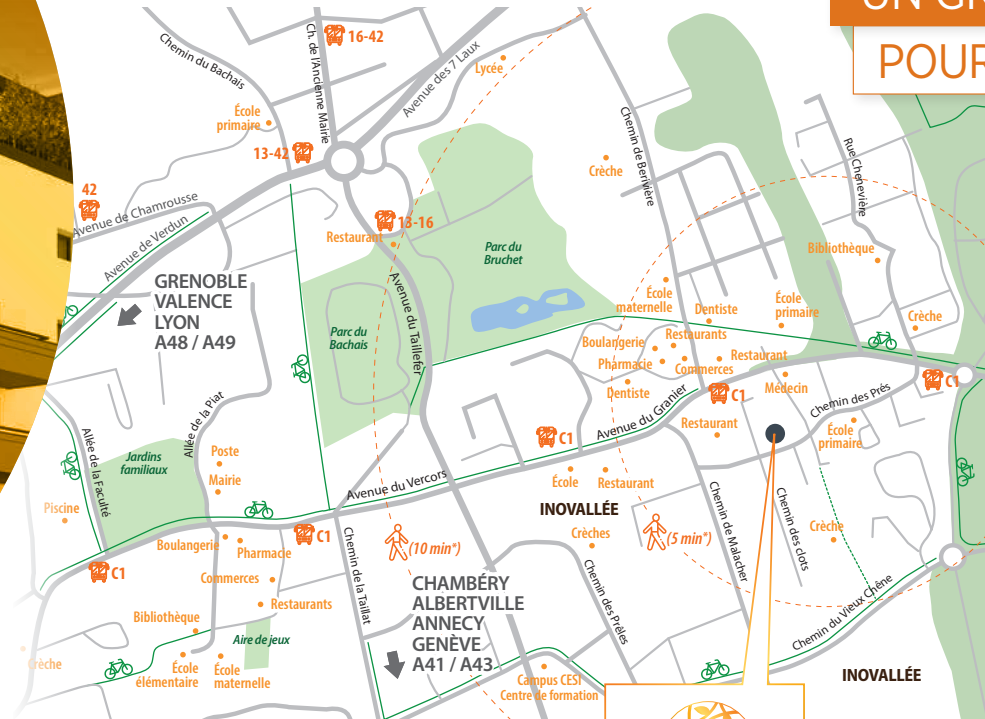 UN GR
POUR
16-42
Chemin du Bachais
Ch. de l'Ancienne Mairie
Avenue des 7 Laux
Lycée
École
primaire
13-42
Chemin de Berivière
Crèche
Rue Chenevière
42
Avenue de Chamrousse
Avenue de Verdun
13-16
Restaurant
Parc du
Bruchet
Bibliothèque
GRENOBLE
VALENCE
LYON
A48 / A49
Avenue du Taillefer
Parc du
Bachais
École
maternelle
Dentiste
École
primaire
Crèche
Boulangerie
Restaurants
Pharmacie
Commerces
Restaurant
Dentiste
Médecin
C1
C1
Chemin des Prés
Allée de la Piat
Allée de la Faculté
Avenue du Granier
Restaurant
École
primaire
C1
Jardins
familiaux
Poste
Mairie
Avenue du Vercors
École
Restaurant
Piscine
INOVALLÉE
Chemin de Malacher
Chemin des clots
Crèche
Boulangerie
Pharmacie
C1
Chemin de la Taillat
(10 min*)
Crèches
(5 min*)
C1
Commerces
Restaurants
CHAMBÉRY
ALBERTVILLE
ANNECY
GENÈVE
A41 / A43
Chemin des Prèles
Chemin du Vieux Chêne
Bibliothèque
Aire de jeux
Crèche
École
élémentaire
École
maternelle
Campus CESI
Centre de formation
INOVALLÉE